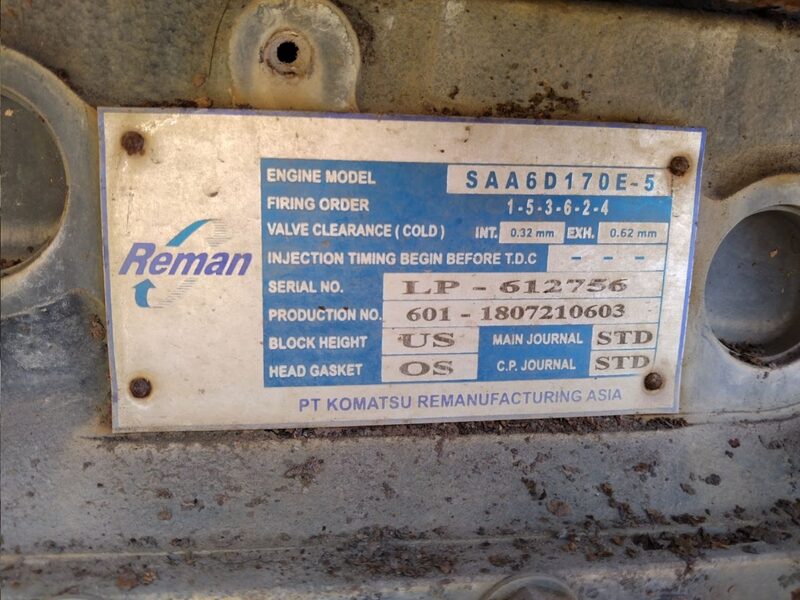 Reman
ENGINE MODEL SAA6D170E-5
FIRING ORDER 1-5-3-6-2-4
VALVE CLEARANCE ( COLD ) INT. 0.32 mm EXH. 0.62 mm
INJECTION TIMING BEGIN BEFORE T.D.C - - -
SERIAL NO. LP - 612756
PRODUCTION NO. 601 - 1807210603
BLOCK HEIGHT US MAIN JOURNAL STD
HEAD GASKET OS C.P. JOURNAL STD
PT KOMATSU REMANUFACTURING ASIA